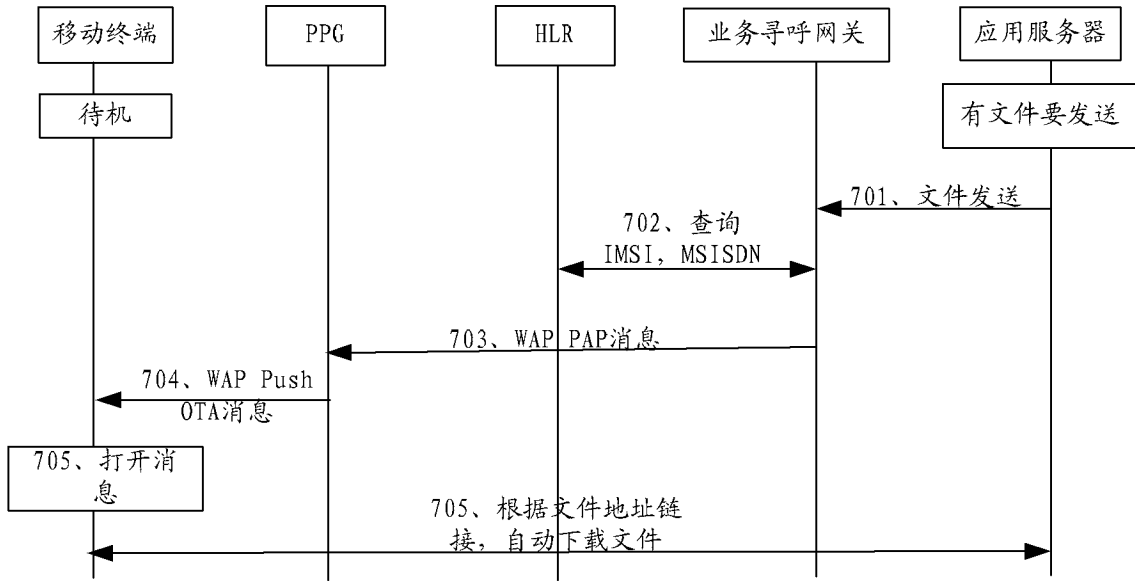 移动终端
PPG
HLR
业务寻呼网关
应用服务器
待机
有文件要发送
701、文件发送
702、查询
IMSI, MSISDN
703、WAP PAP消息
704、WAP Push
OTA消息
705、打开消
息
705、根据文件地址链
接，自动下载文件